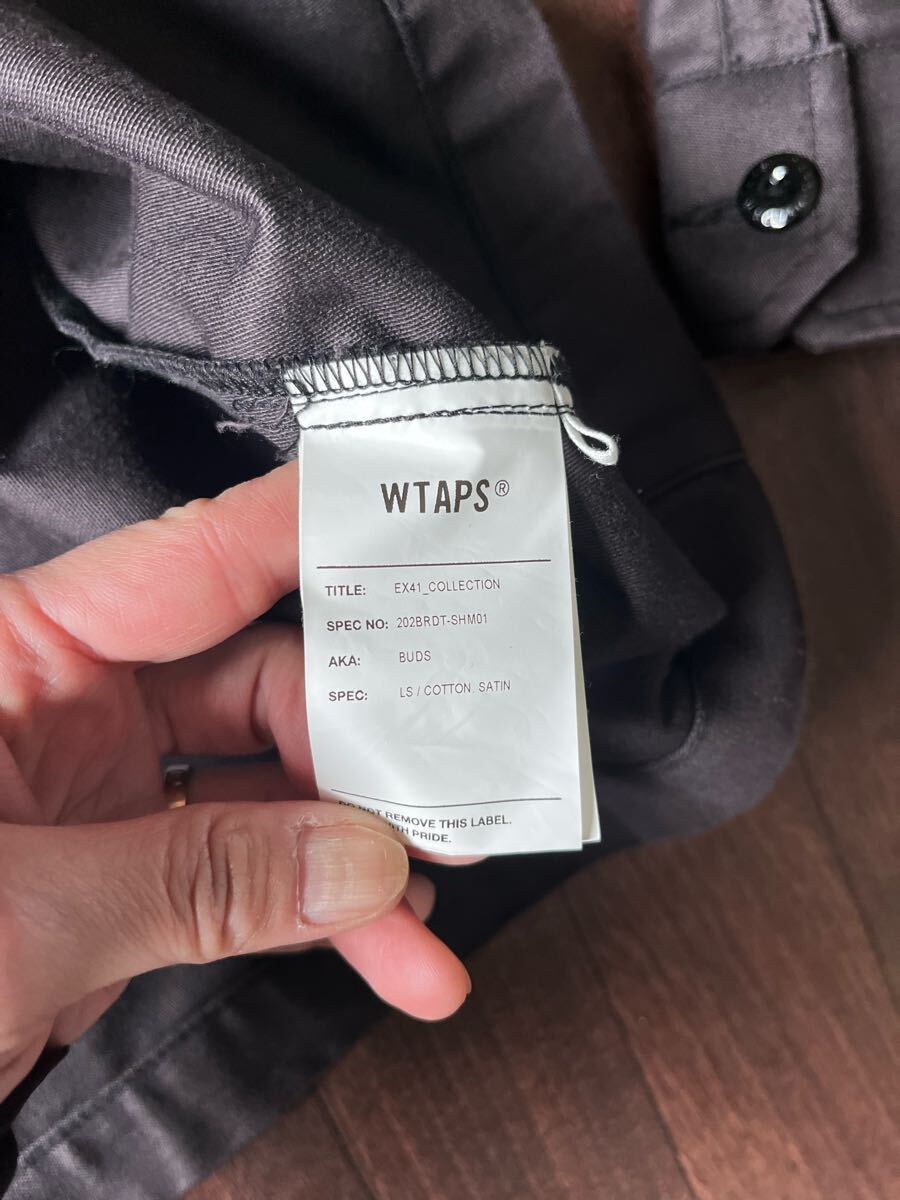 WTAPS®
TITLE: EX41_COLLECTION
SPEC NO: 202BRDT-SHM01
AKA: BUDS
SPEC: LS / COTTON. SATIN
DO NOT REMOVE THIS LABEL.
PRIDE.